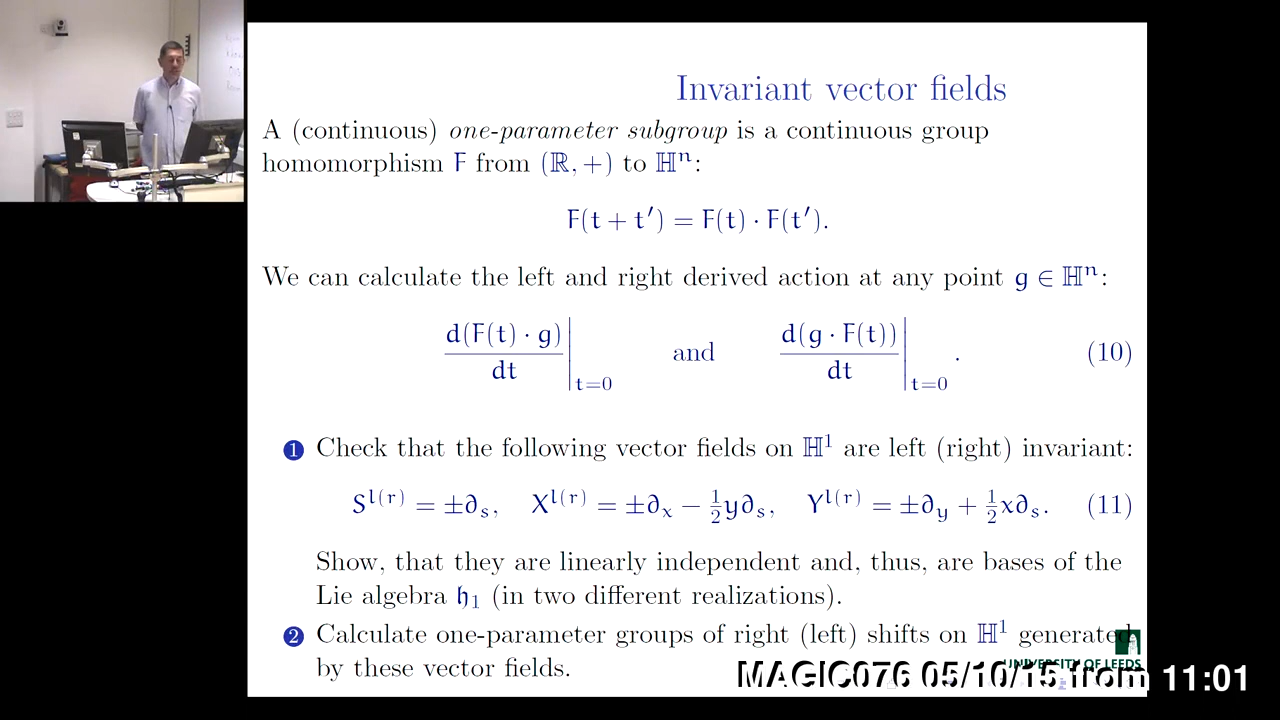 Invariant vector fields
A (continuous) one-parameter subgroup is a continuous group
homomorphism F from (ℝ, +) to ℍⁿ:
F(t + t′) = F(t) · F(t′).
We can calculate the left and right derived action at any point g ∈ ℍⁿ:
d(F(t) · g)/dt |t=0 and d(g · F(t))/dt |t=0 . (10)
1 Check that the following vector fields on ℍ¹ are left (right) invariant:
S^l(r) = ±∂ₛ, X^l(r) = ±∂ₓ − ½y∂ₛ, Y^l(r) = ±∂_y + ½x∂ₛ. (11)
Show, that they are linearly independent and, thus, are bases of the
Lie algebra 𝔥₁ (in two different realizations).
2 Calculate one-parameter groups of right (left) shifts on ℍ¹ generated
by these vector fields.
UNIVERSITY OF LEEDS
MAGIC076 05/10/15 from 11:01